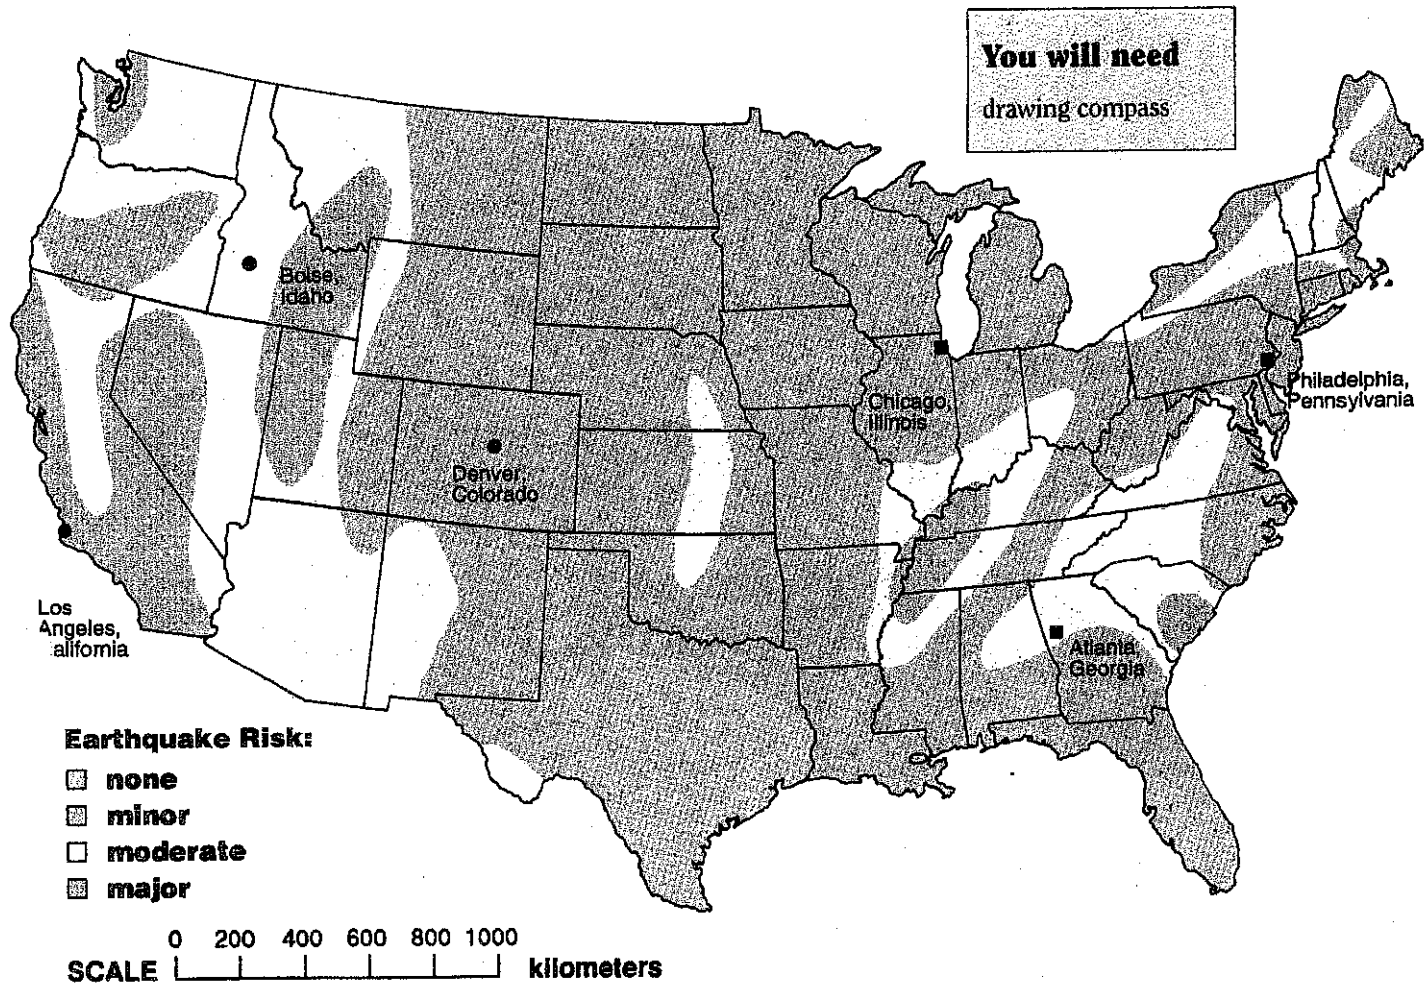 You will need
drawing compass
Boise,
Idaho
Denver,
Colorado
Chicago,
Illinois
Philadelphia,
Pennsylvania
Los
Angeles,
alifornia
Atlanta,
Georgia
Earthquake Risk:
none
minor
moderate
major
0 200 400 600 800 1000
SCALE kilometers